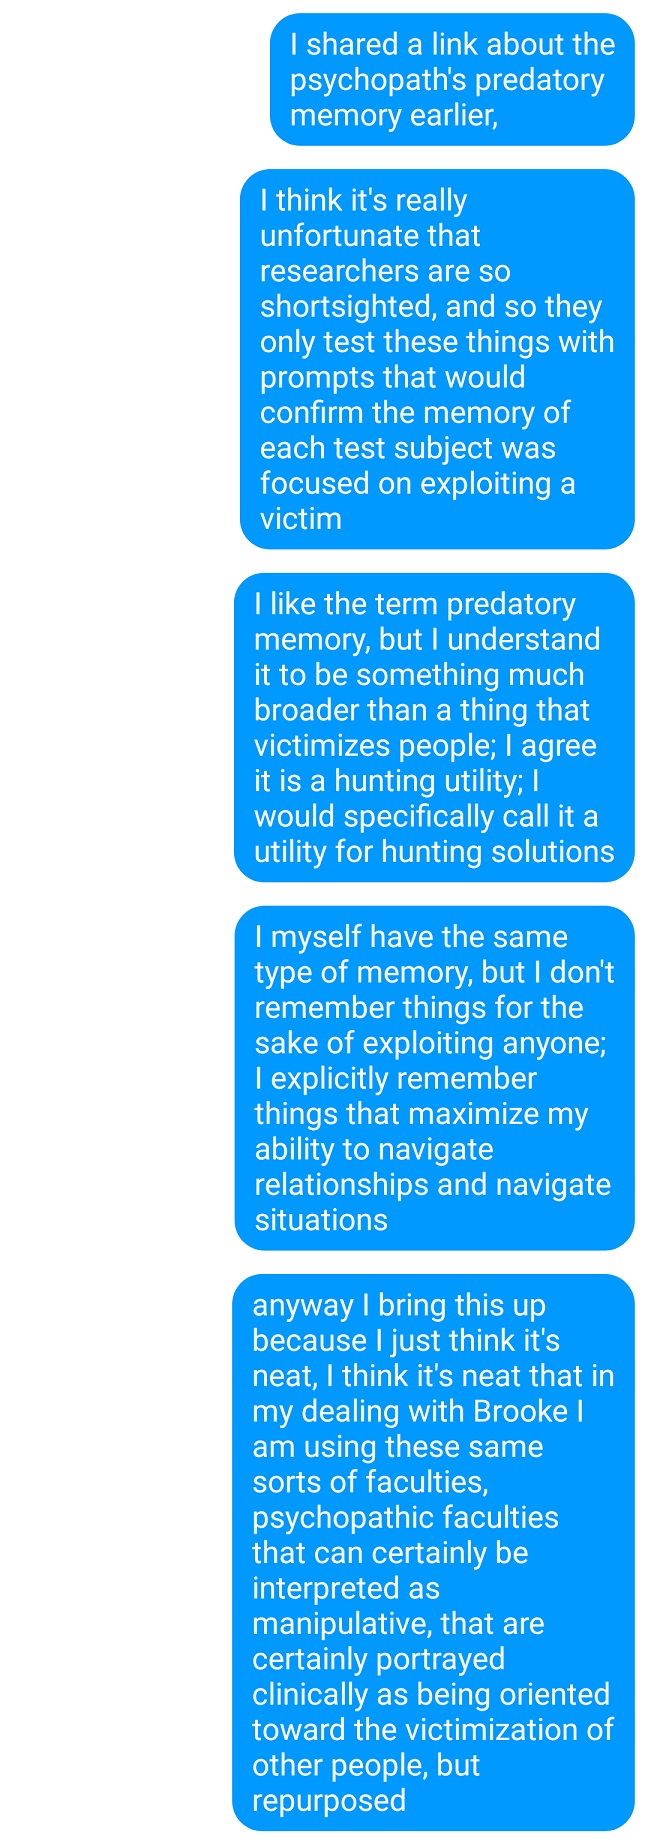 I shared a link about the
psychopath's predatory
memory earlier,
I think it's really
unfortunate that
researchers are so
shortsighted, and so they
only test these things with
prompts that would
confirm the memory of
each test subject was
focused on exploiting a
victim
I like the term predatory
memory, but I understand
it to be something much
broader than a thing that
victimizes people; I agree
it is a hunting utility; I
would specifically call it a
utility for hunting solutions
I myself have the same
type of memory, but I don't
remember things for the
sake of exploiting anyone;
I explicitly remember
things that maximize my
ability to navigate
relationships and navigate
situations
anyway I bring this up
because I just think it's
neat, I think it's neat that in
my dealing with Brooke I
am using these same
sorts of faculties,
psychopathic faculties
that can certainly be
interpreted as
manipulative, that are
certainly portrayed
clinically as being oriented
toward the victimization of
other people, but
repurposed